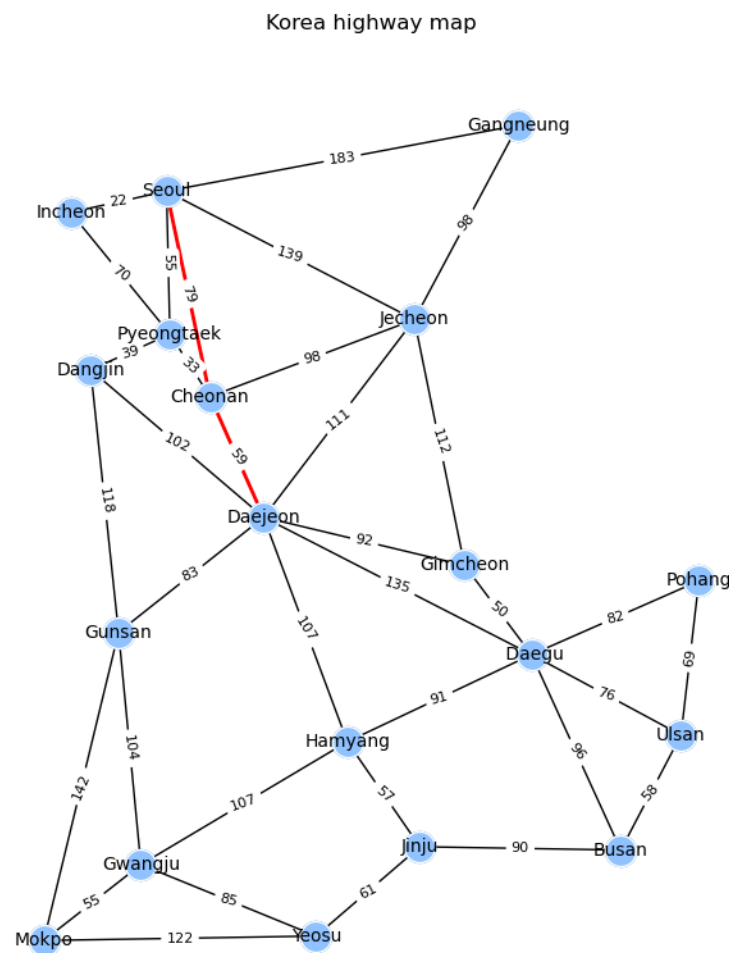 Korea highway map
Gangneung
183
Seoul
22
Incheon
98
139
55
70
79
Jecheon
Pyeongtaek
39
33
98
Dangjin
Cheonan
111
112
102
59
118
Daejeon
92
Gimcheon
83
135
Pohang
50
82
107
Gunsan
Daegu
69
91
76
Ulsan
Hamyang
104
96
142
57
58
107
Jinju
90
Busan
Gwangju
61
85
55
Mokpo
122
Yeosu